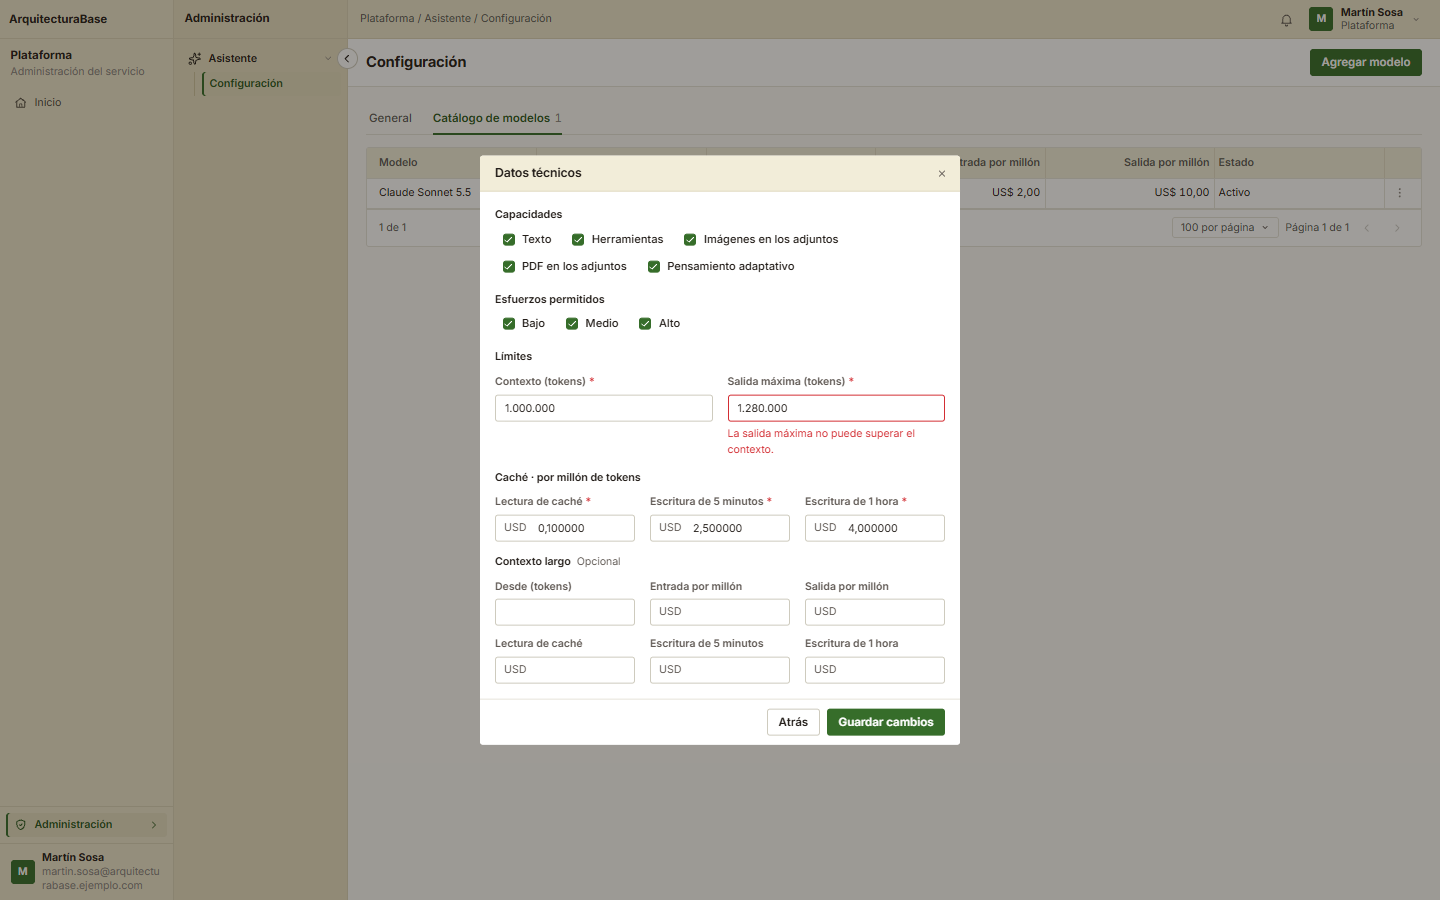 ArquitecturaBase
Administración
Plataforma / Asistente / Configuración
M
Martín Sosa
Plataforma
Plataforma
Administración del servicio
Inicio
Asistente
Configuración
Configuración
Agregar modelo
General
Catálogo de modelos 1
Modelo
trada por millón
Salida por millón
Estado
Claude Sonnet 5.5
US$ 2,00
US$ 10,00
Activo
1 de 1
100 por página
Página 1 de 1
Datos técnicos
Capacidades
Texto
Herramientas
Imágenes en los adjuntos
PDF en los adjuntos
Pensamiento adaptativo
Esfuerzos permitidos
Bajo
Medio
Alto
Límites
Contexto (tokens) *
Salida máxima (tokens) *
1.000.000
1.280.000
La salida máxima no puede superar el
contexto.
Caché · por millón de tokens
Lectura de caché *
Escritura de 5 minutos *
Escritura de 1 hora *
USD 0,100000
USD 2,500000
USD 4,000000
Contexto largo Opcional
Desde (tokens)
Entrada por millón
Salida por millón
USD
USD
Lectura de caché
Escritura de 5 minutos
Escritura de 1 hora
USD
USD
USD
Atrás
Guardar cambios
Administración
M
Martín Sosa
martin.sosa@arquitectu
rabase.ejemplo.com